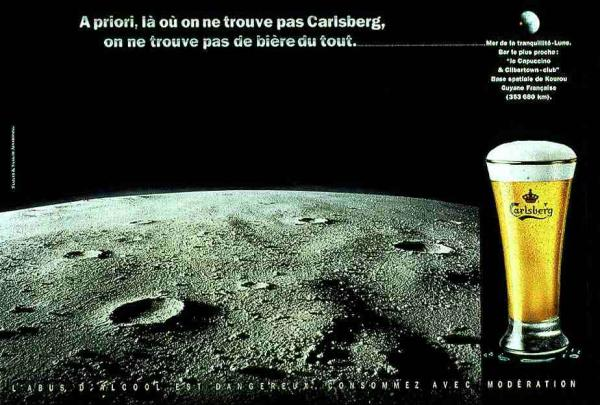 A priori, là où on ne trouve pas Carlsberg,
on ne trouve pas de bière du tout.
Mer de la tranquillité-Lune.
Bar le plus proche:
"le Capuccino
& Clibertown-club"
Base spatiale de Kourou
Guyane Française
(353 680 km).
Carlsberg
L'ABUS D'ALCOOL EST DANGEREUX. CONSOMMEZ AVEC MODÉRATION